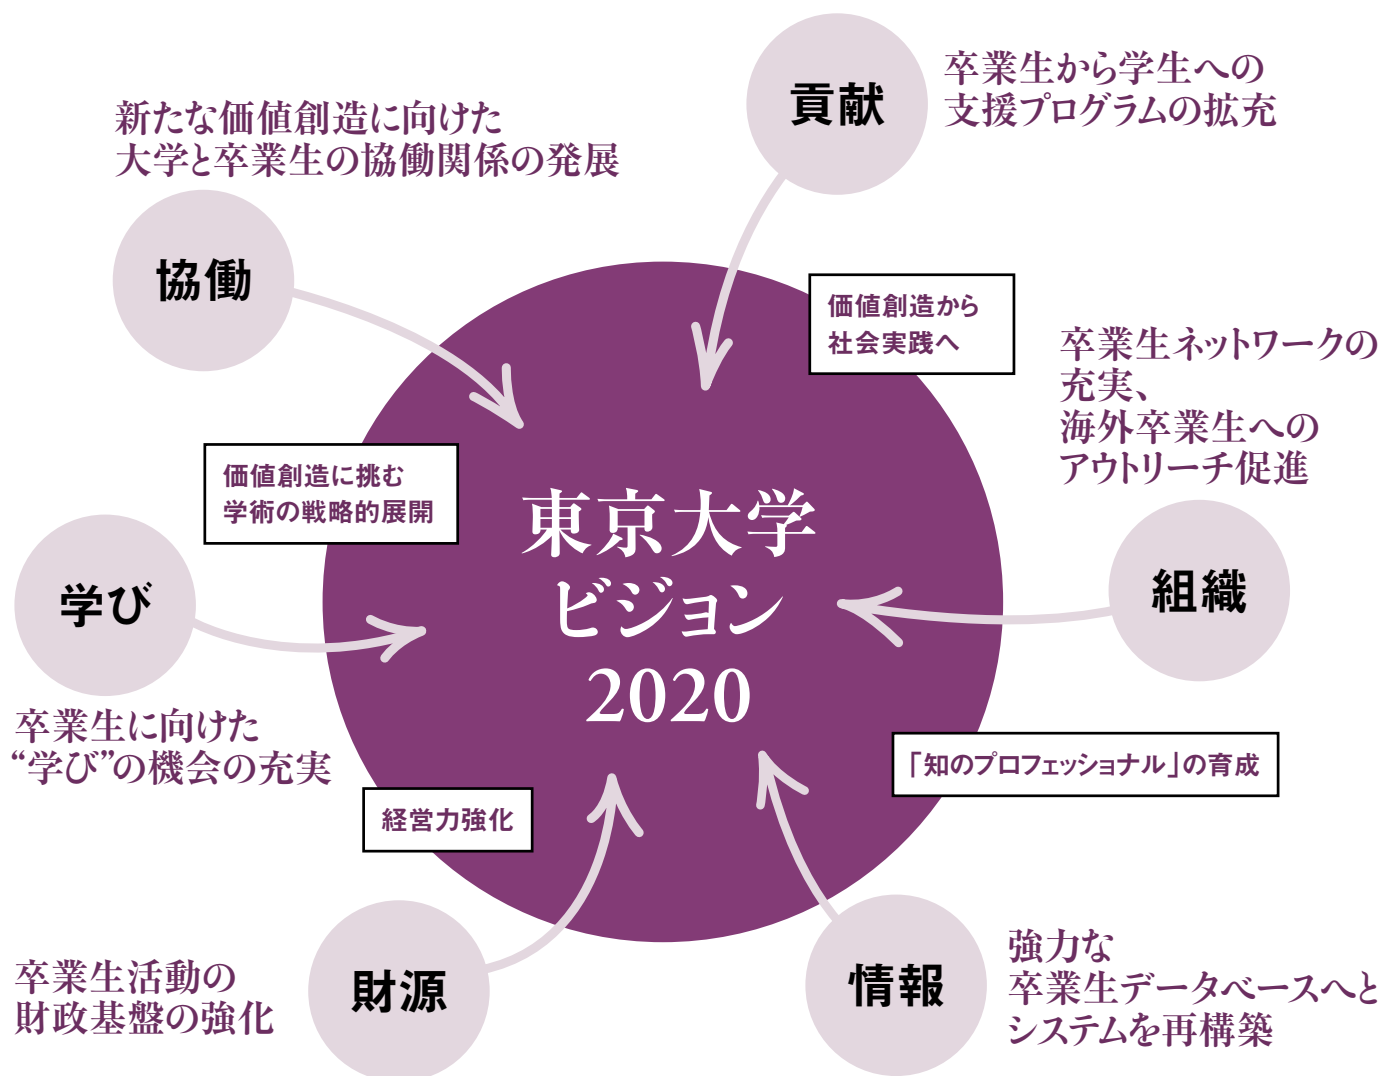 貢献
卒業生から学生への
支援プログラムの拡充
新たな価値創造に向けた
大学と卒業生の協働関係の発展
協働
価値創造から
社会実践へ
卒業生ネットワークの
充実、
海外卒業生への
アウトリーチ促進
価値創造に挑む
学術の戦略的展開
東京大学
ビジョン
2020
組織
学び
卒業生に向けた
“学び”の機会の充実
「知のプロフェッショナル」の育成
経営力強化
卒業生活動の
財政基盤の強化
財源
情報
強力な
卒業生データベースへと
システムを再構築